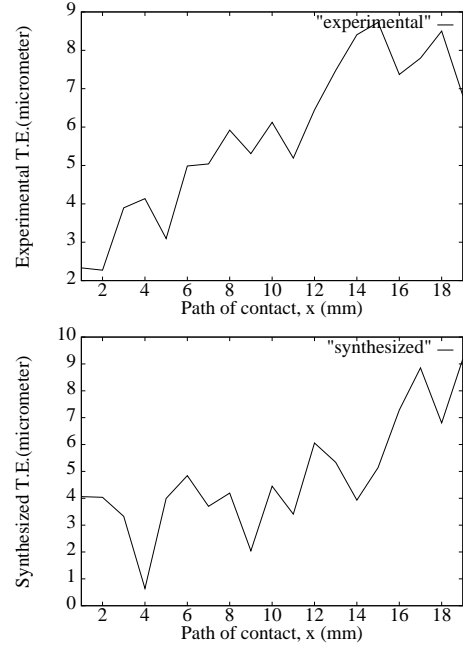 9
"experimental"
8
7
6
5
4
3
2
Experimental T.E.(micrometer)
2 4 6 8 10 12 14 16 18
Path of contact, x (mm)
10
"synthesized"
9
8
7
6
5
4
3
2
1
0
Synthesized T.E.(micrometer)
2 4 6 8 10 12 14 16 18
Path of contact, x (mm)